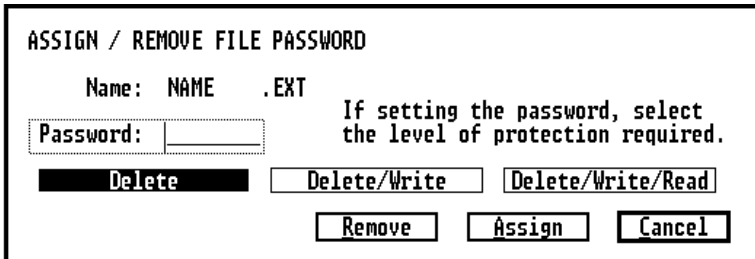 ASSIGN / REMOVE FILE PASSWORD
Name: NAME .EXT
If setting the password, select
the level of protection required.
Password: ________
Delete Delete/Write Delete/Write/Read
Remove Assign Cancel